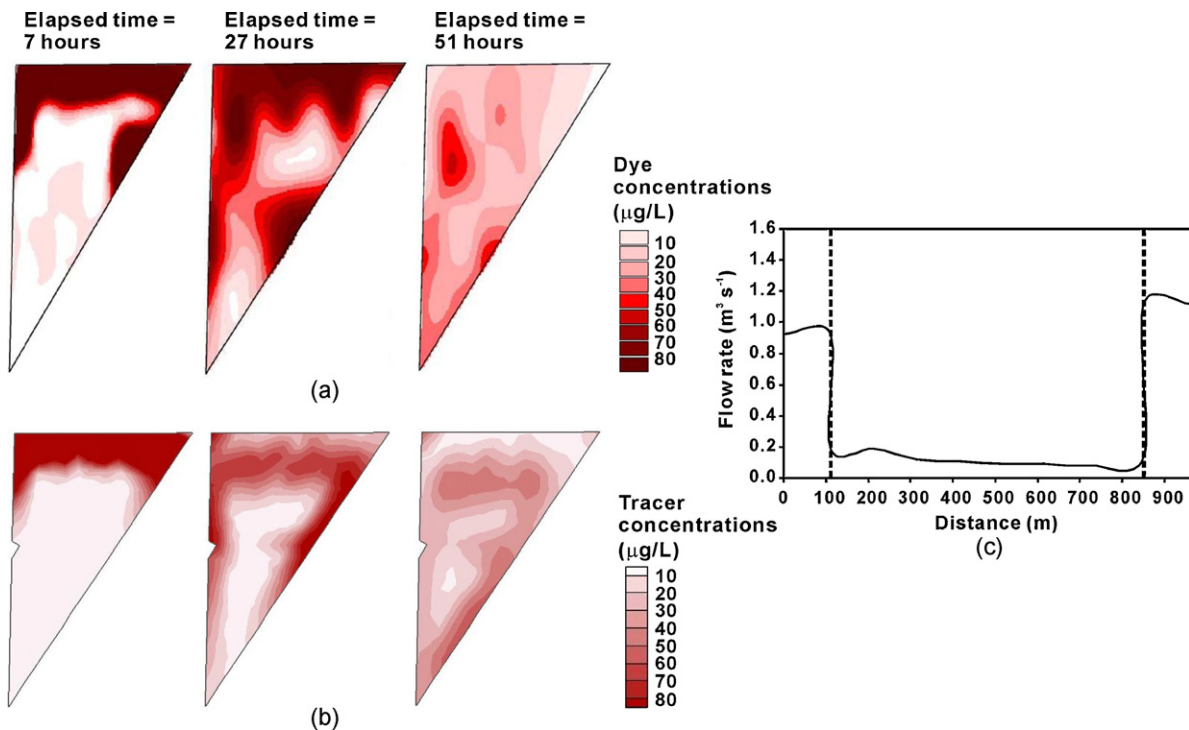 Elapsed time =
7 hours
Elapsed time =
27 hours
Elapsed time =
51 hours
Dye
concentrations
(μg/L)
10
20
30
40
50
60
70
80
(a)
Tracer
concentrations
(μg/L)
10
20
30
40
50
60
70
80
(b)
Flow rate (m³ s⁻¹)
1.6
1.4
1.2
1.0
0.8
0.6
0.4
0.2
0.0
0 100 200 300 400 500 600 700 800 900
Distance (m)
(c)